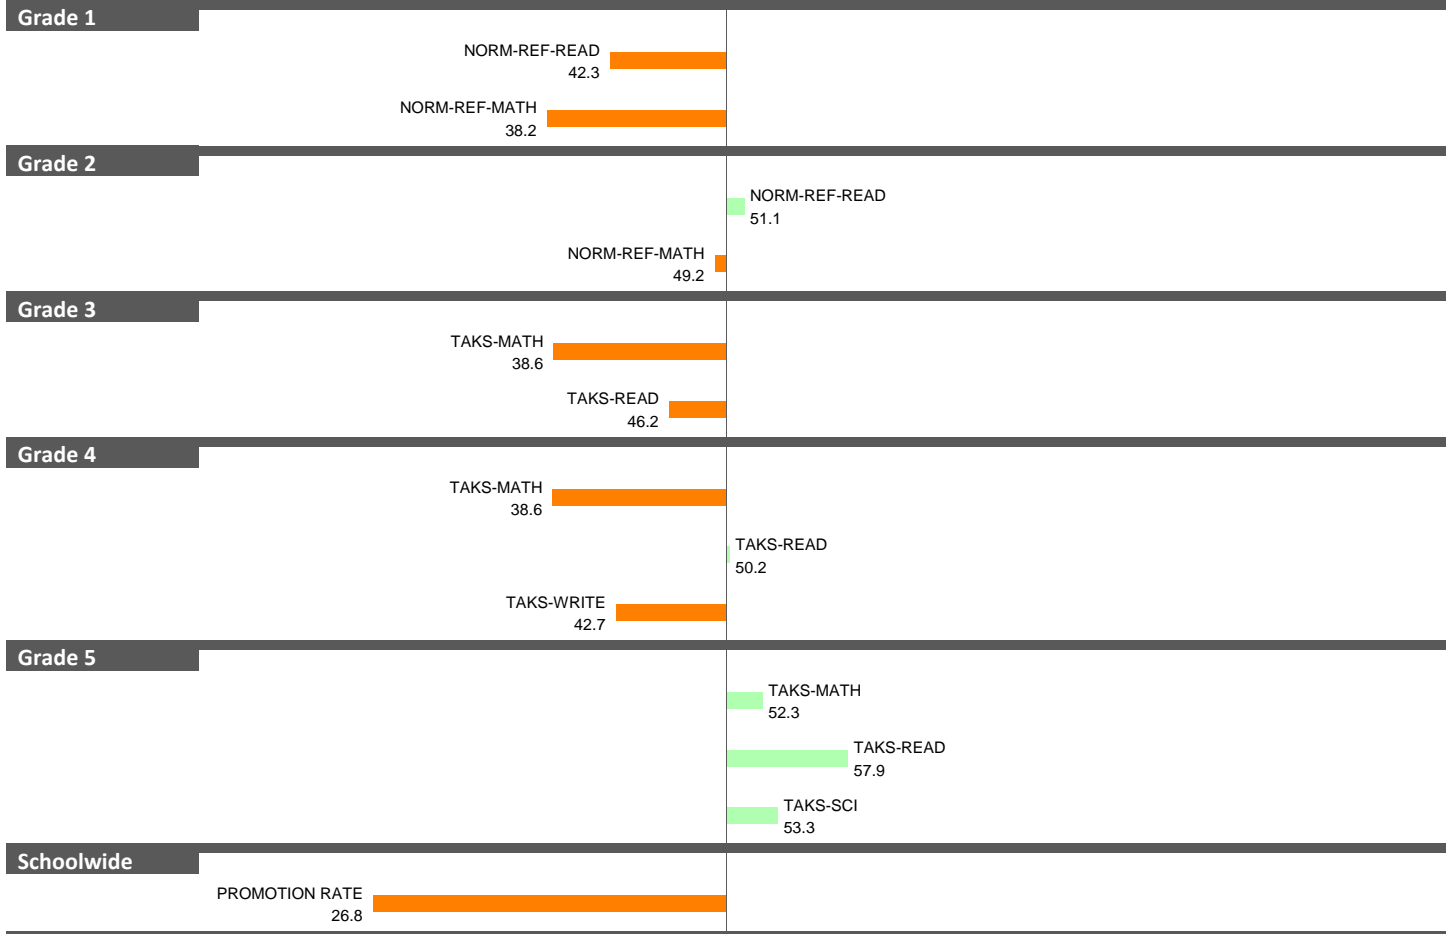 Grade 1
NORM-REF-READ
42.3
NORM-REF-MATH
38.2
Grade 2
NORM-REF-READ
51.1
NORM-REF-MATH
49.2
Grade 3
TAKS-MATH
38.6
TAKS-READ
46.2
Grade 4
TAKS-MATH
38.6
TAKS-READ
50.2
TAKS-WRITE
42.7
Grade 5
TAKS-MATH
52.3
TAKS-READ
57.9
TAKS-SCI
53.3
Schoolwide
PROMOTION RATE
26.8